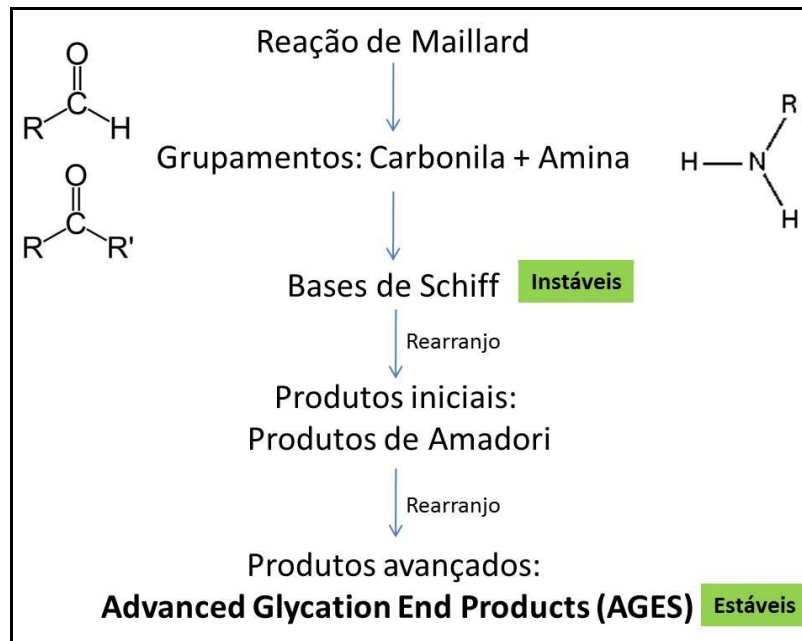 Reação de Maillard
O
C
R
H
Grupamentos: Carbonila + Amina
R
H
N
H
O
C
R
R'
Bases de Schiff
Instáveis
Rearranjo
Produtos iniciais:
Produtos de Amadori
Rearranjo
Produtos avançados:
Advanced Glycation End Products (AGES)
Estáveis